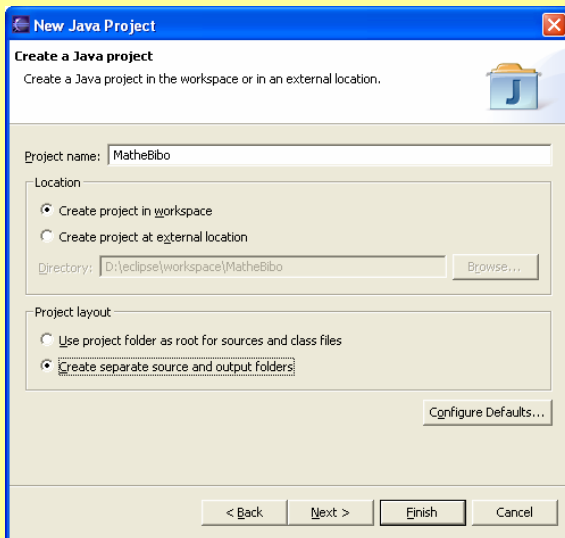 New Java Project
Create a Java project
Create a Java project in the workspace or in an external location.
Project name: MatheBibo
Location
Create project in workspace
Create project at external location
Directory: D:\eclipse\workspace\MatheBibo Browse...
Project layout
Use project folder as root for sources and class files
Create separate source and output folders
Configure Defaults...
< Back Next > Finish Cancel